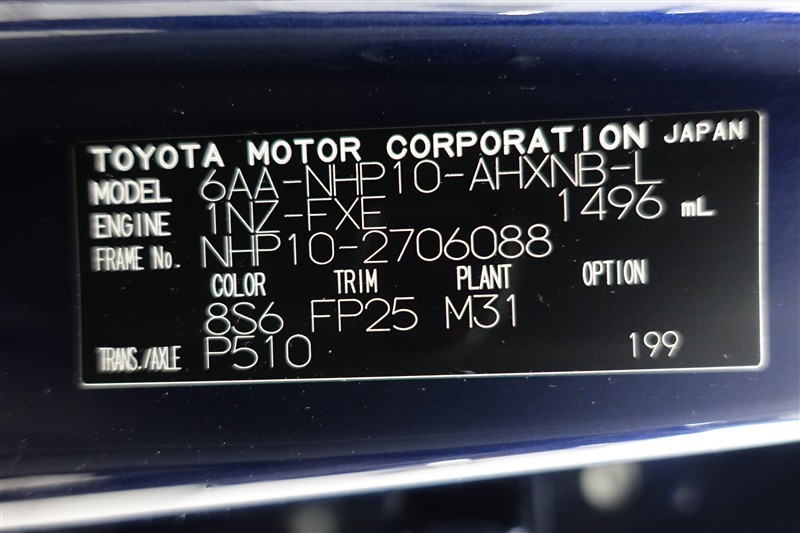 TOYOTA MOTOR CORPORATION JAPAN
MODEL 6AA-NHP10-AHXNB-L
ENGINE 1NZ-FXE 1496 mL
FRAME No. NHP10-2706088
COLOR TRIM PLANT OPTION
8S6 FP25 M31
TRANS./AXLE P510 199